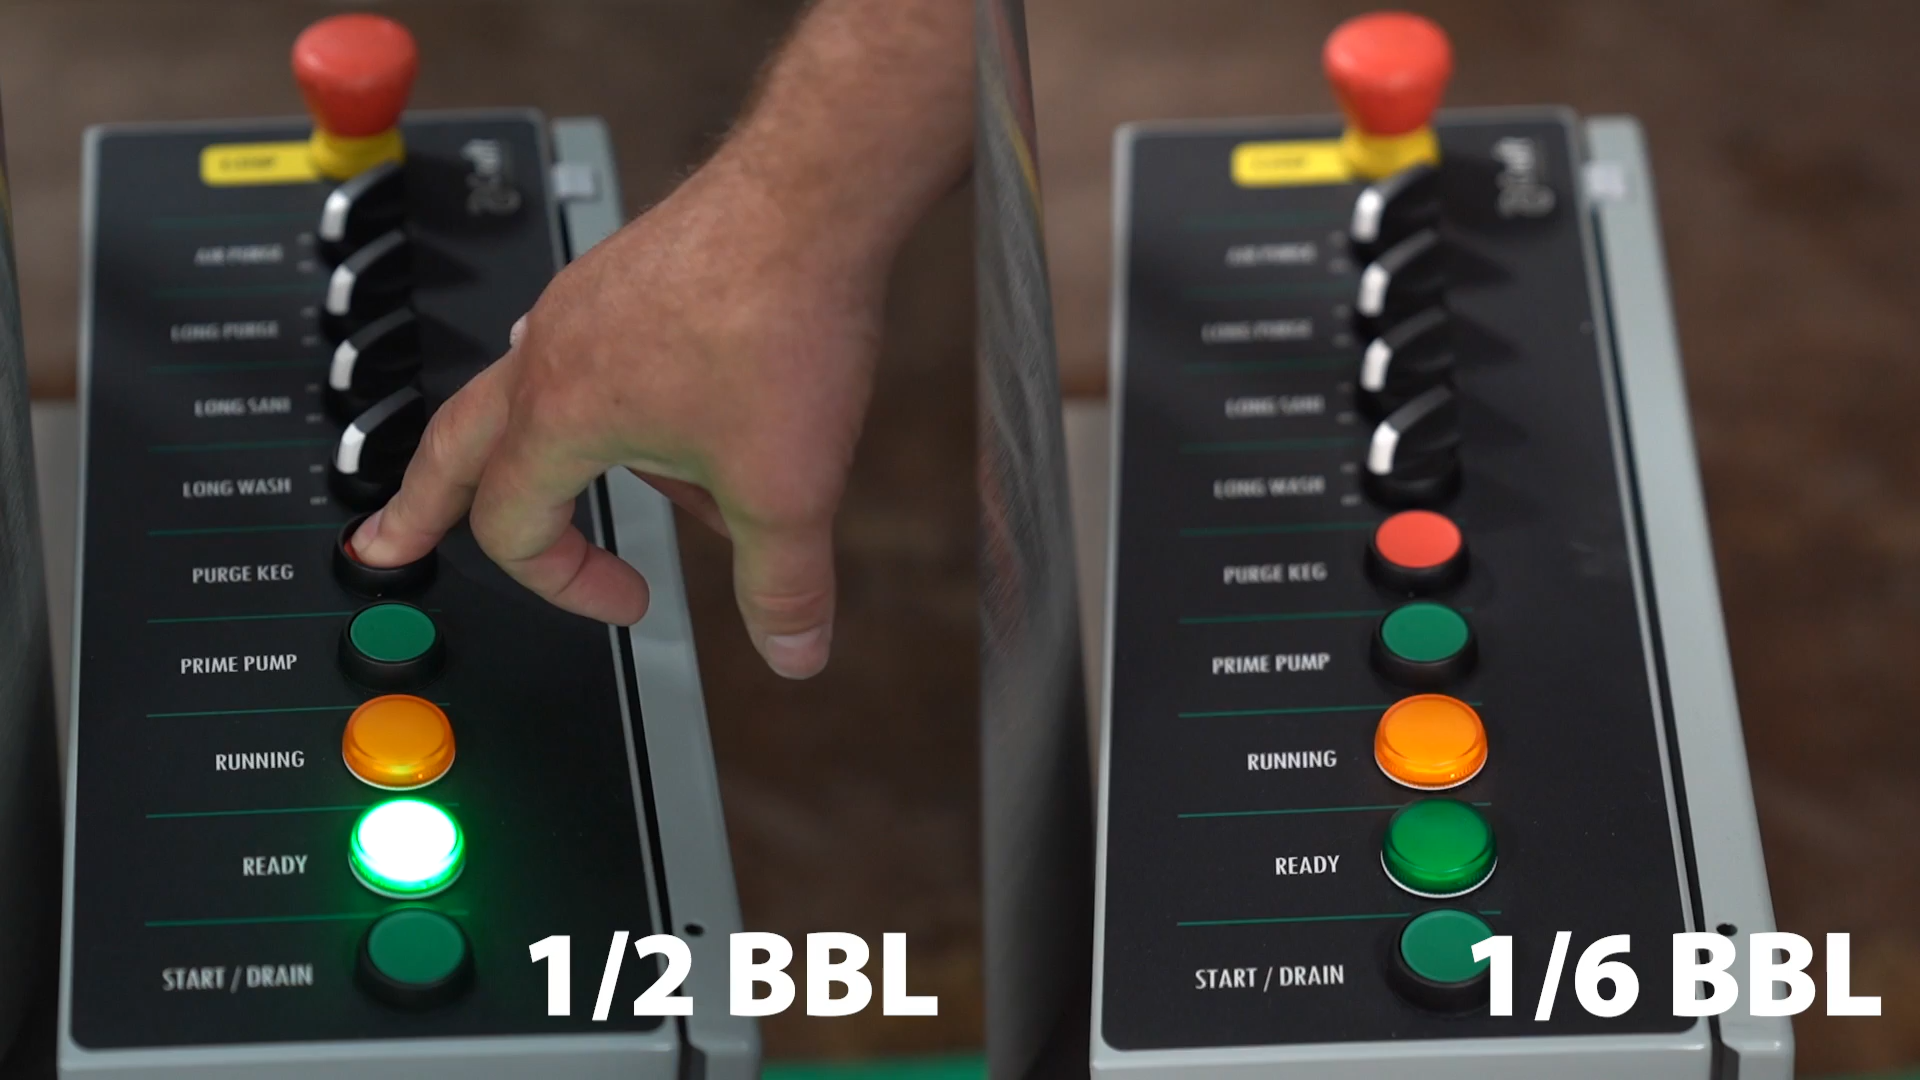 AIR PURGE
LONG PURGE
LONG SANI
LONG WASH
PURGE KEG
PRIME PUMP
RUNNING
READY
START / DRAIN
1/2 BBL
AIR PURGE
LONG PURGE
LONG SANI
LONG WASH
PURGE KEG
PRIME PUMP
RUNNING
READY
START / DRAIN
1/6 BBL